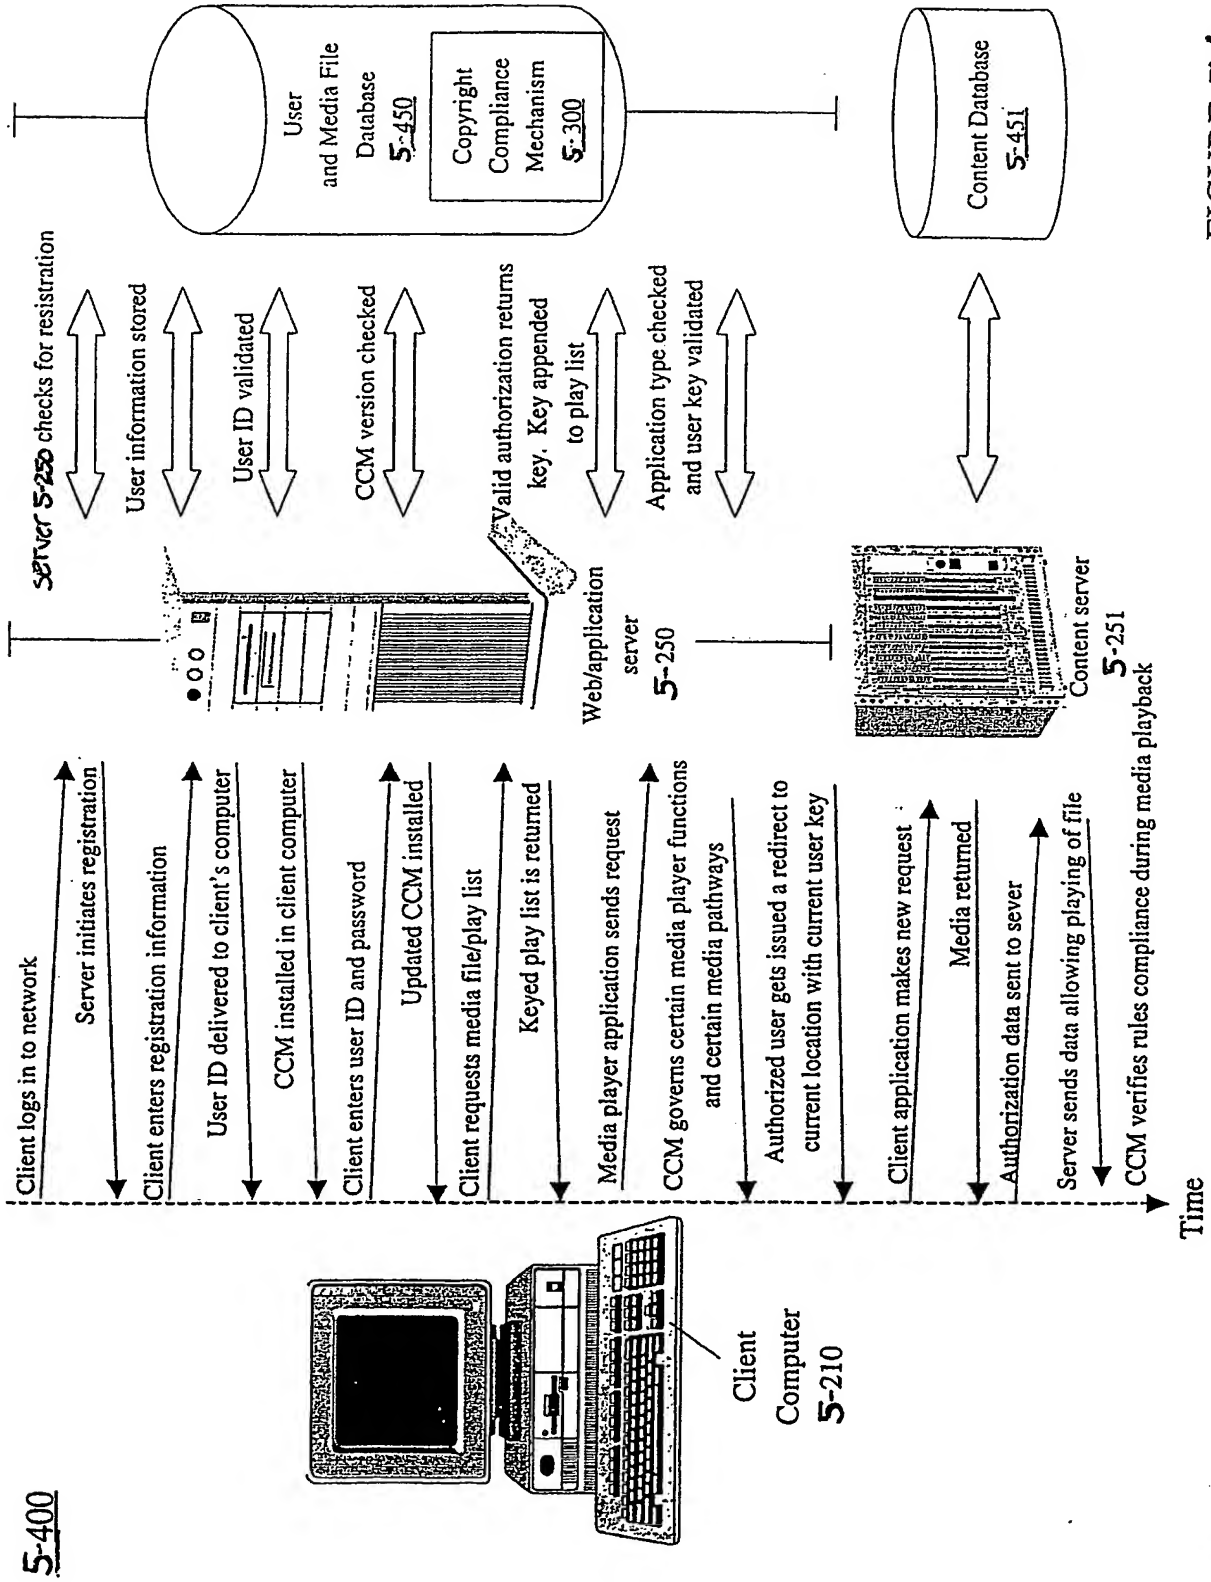 5-400
Client logs in to network
Server initiates registration
Client enters registration information
User ID delivered to client's computer
CCM installed in client computer
Client enters user ID and password
Updated CCM installed
Client requests media file/play list
Keyed play list is returned
Media player application sends request
CCM governs certain media player functions
and certain media pathways
Authorized user gets issued a redirect to
current location with current user key
Client application makes new request
Media returned
Authorization data sent to sever
Server sends data allowing playing of file
CCM verifies rules compliance during media playback
Time
Client
Computer
5-210
Web/application
server
5-250
Content server
5-251
server 5-250 checks for resistration
User information stored
User ID validated
CCM version checked
Valid authorization returns
key. Key appended
to play list
Application type checked
and user key validated
User
and Media File
Database
5-450
Copyright
Compliance
Mechanism
5-300
Content Database
5-451